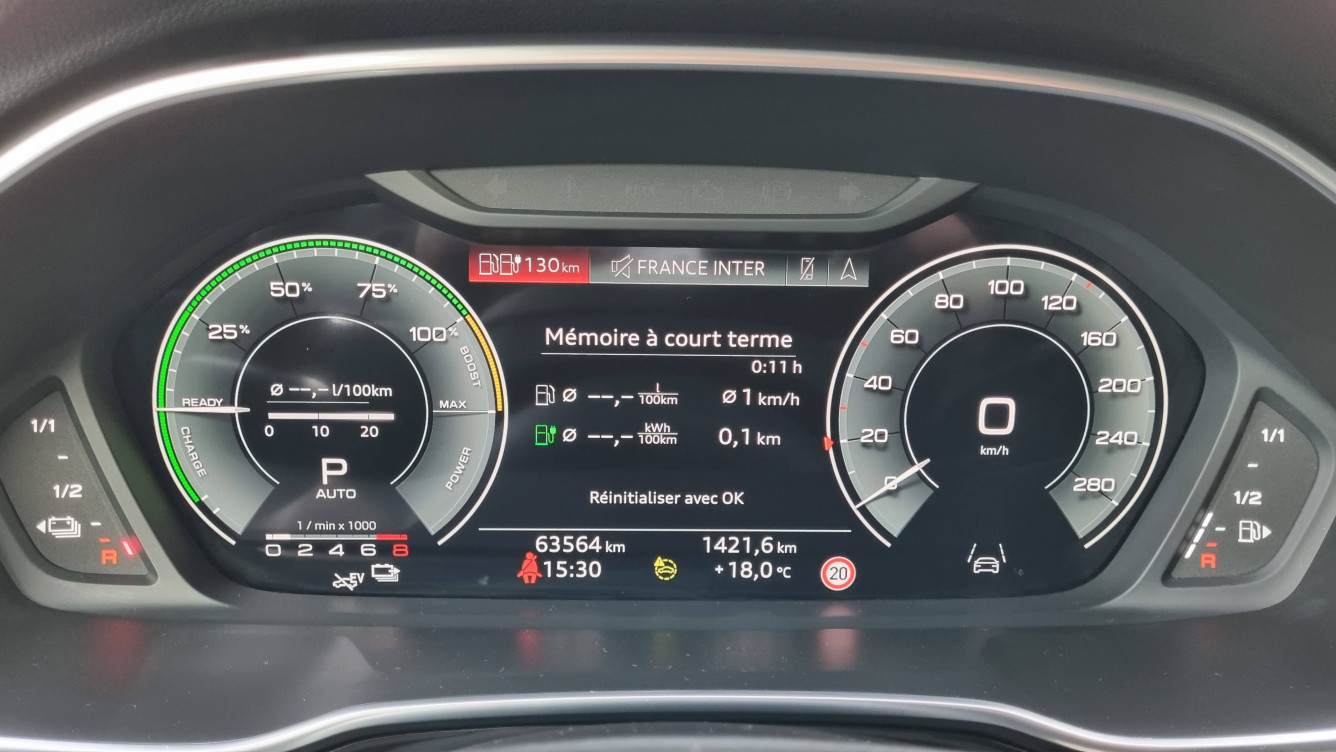 130 km
FRANCE INTER
25%
50%
75%
100%
BOOST
READY
MAX
CHARGE
POWER
Ø --,- l/100km
0 10 20
P
AUTO
1 / min x 1000
0 2 4 6 8
EV
Mémoire à court terme
0:11 h
Ø --,- L/100km Ø 1 km/h
Ø --,- kWh/100km 0,1 km
Réinitialiser avec OK
63564 km 1421,6 km
15:30 +18,0 °C
20
0
20
40
60
80
100
120
160
200
240
280
0
km/h
1/1
1/2
R
1/1
1/2
R